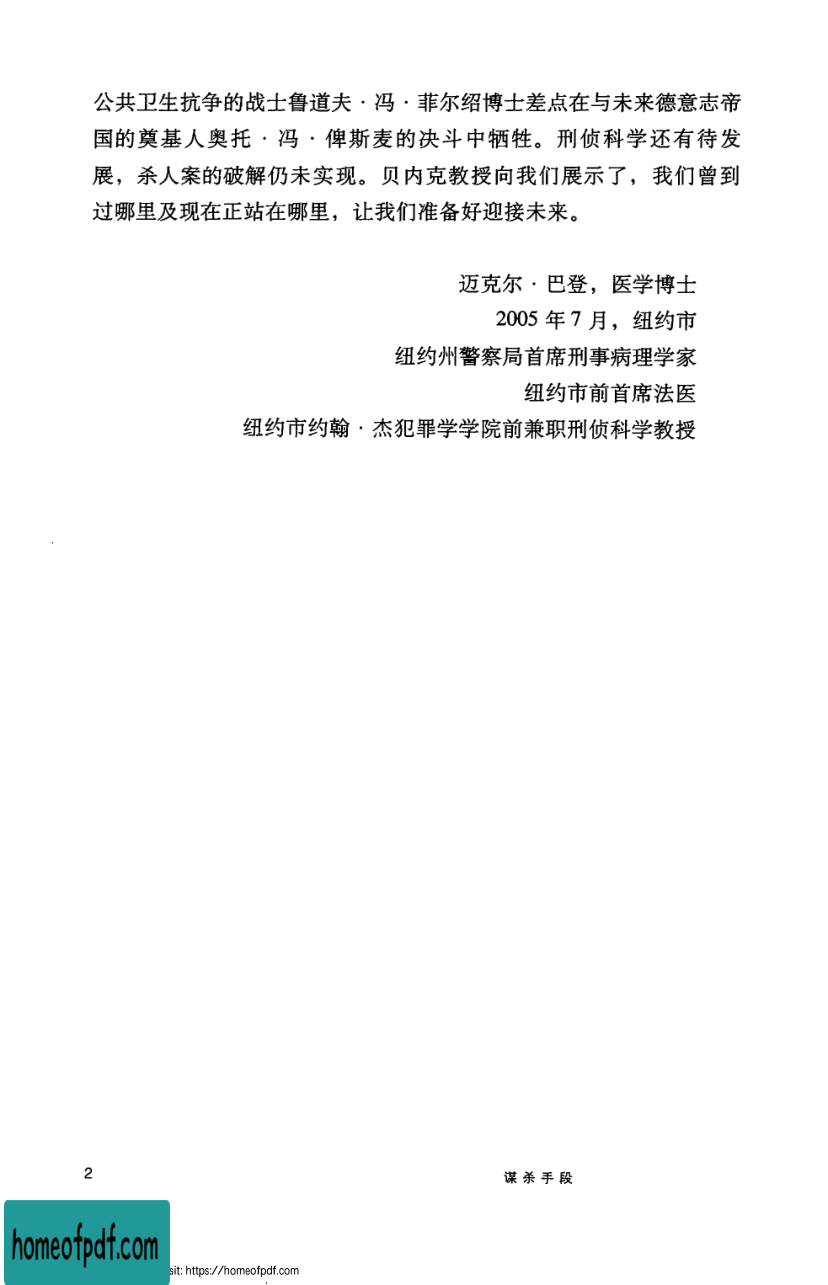 公共卫生抗争的战士鲁道夫·冯·菲尔绍博士差点在与未来德意志帝
国的奠基人奥托·冯·俾斯麦的决斗中牺牲。刑侦科学还有待发
展，杀人案的破解仍未实现。贝内克教授向我们展示了，我们曾到
过哪里及现在正站在哪里，让我们准备好迎接未来。
迈克尔·巴登，医学博士
2005年7月，纽约市
纽约州警察局首席刑事病理学家
纽约市前首席法医
纽约市约翰·杰犯罪学学院前兼职刑侦科学教授
2
谋杀手段
homeofpdf.com
sit: https://homeofpdf.com